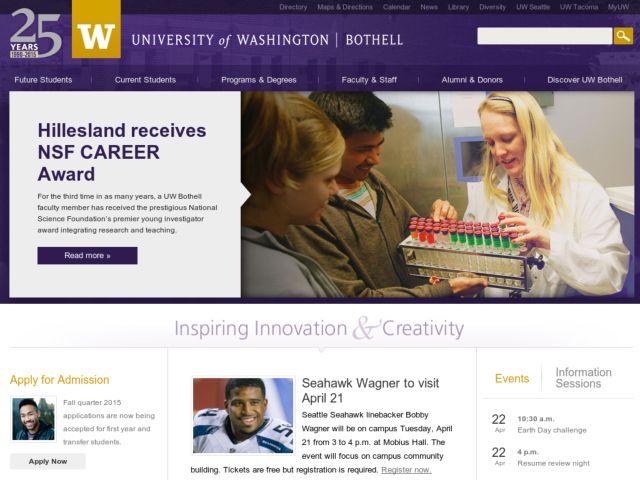 Directory Maps & Directions Calendar News Library Diversity UW Seattle UW Tacoma MyUW
25
YEARS
1990-2015
W
UNIVERSITY of WASHINGTON | BOTHELL
Future Students Current Students Programs & Degrees Faculty & Staff Alumni & Donors Discover UW Bothell
Hillesland receives
NSF CAREER
Award
For the third time in as many years, a UW Bothell
faculty member has received the prestigious National
Science Foundation's premier young investigator
award integrating research and teaching.
Read more »
Inspiring Innovation & Creativity
Apply for Admission
Fall quarter 2015
applications are now being
accepted for first year and
transfer students.
Apply Now
Seahawk Wagner to visit
April 21
Seattle Seahawk linebacker Bobby
Wagner will be on campus Tuesday, April
21 from 3 to 4 p.m. at Mobius Hall. The
event will focus on campus community
building. Tickets are free but registration is required. Register now.
Events
Information
Sessions
22
Apr
10:30 a.m.
Earth Day challenge
22
Apr
4 p.m.
Resume review night